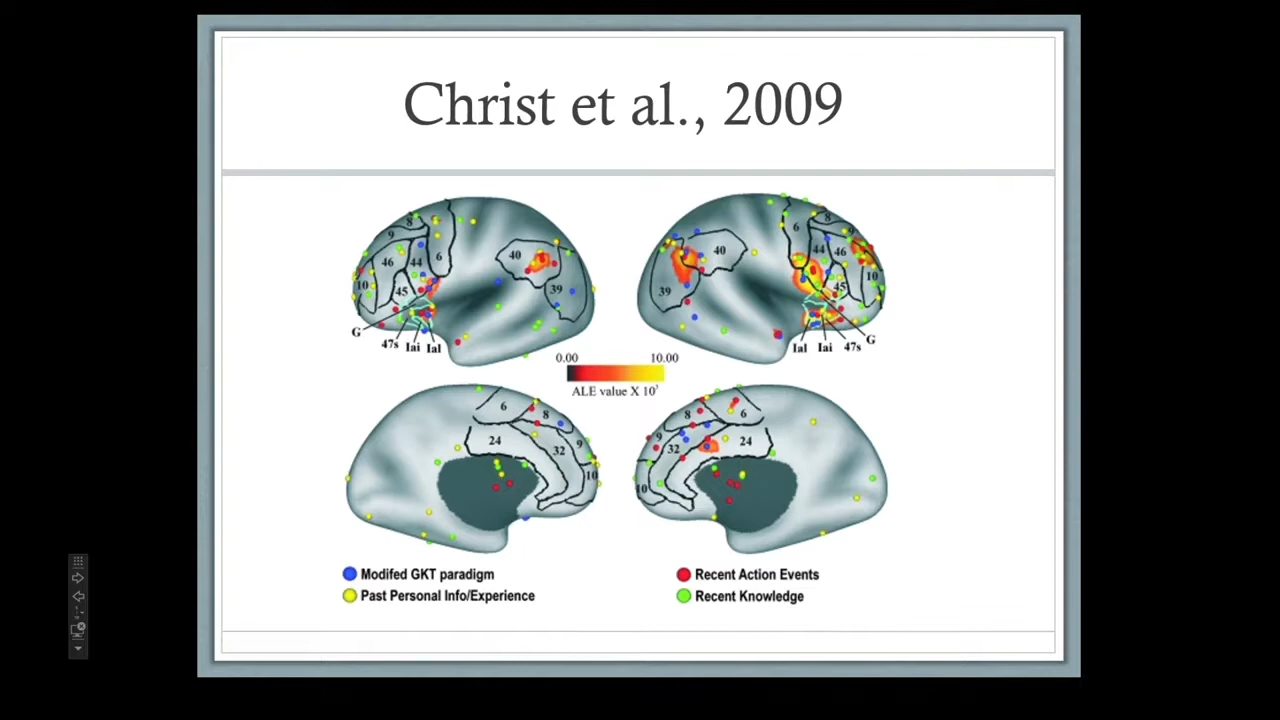 Christ et al., 2009
8
9
46
44
6
10
45
40
39
G
47s
Iai
Ial
6
8
44
46
40
10
45
39
Ial
Iai
47s
G
0.00
10.00
ALE value X 10³
6
8
24
9
32
10
8
6
9
24
32
10
Modifed GKT paradigm
Recent Action Events
Past Personal Info/Experience
Recent Knowledge